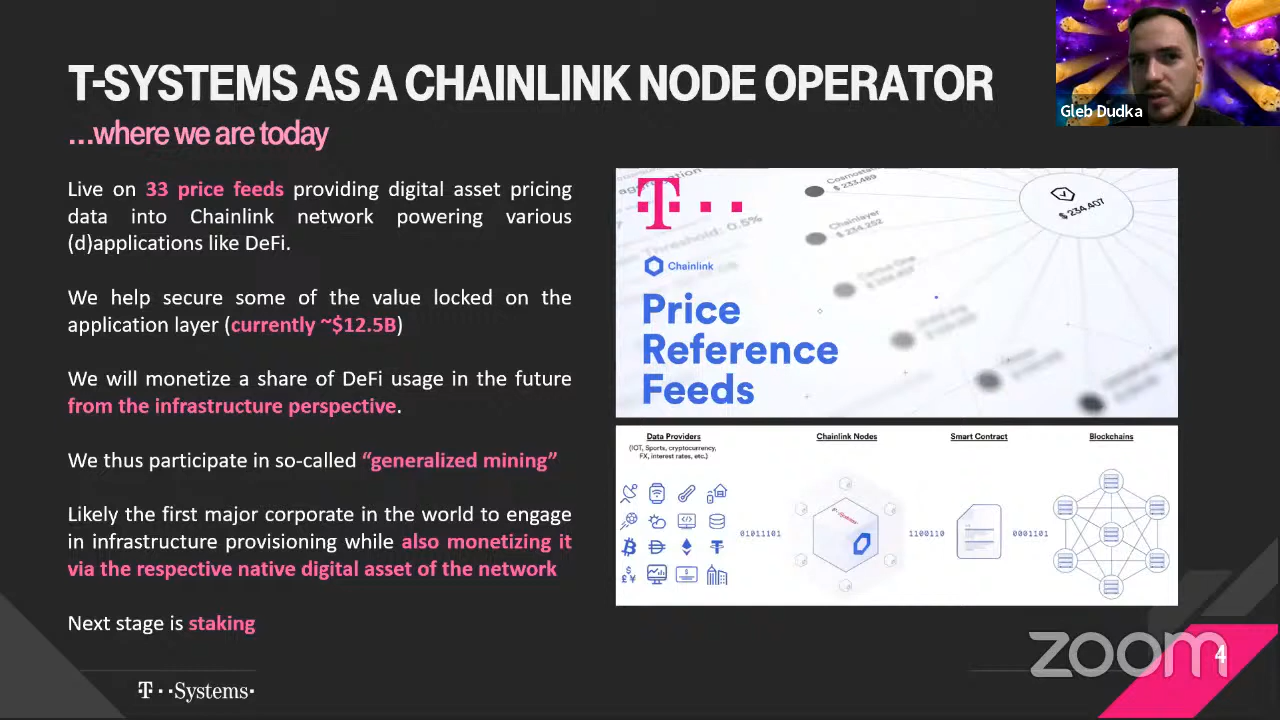 T-SYSTEMS AS A CHAINLINK NODE OPERATOR
...where we are today
Gleb Dudka
Live on 33 price feeds providing digital asset pricing
data into Chainlink network powering various
(d)applications like DeFi.
We help secure some of the value locked on the
application layer (currently ~$12.5B)
We will monetize a share of DeFi usage in the future
from the infrastructure perspective.
We thus participate in so-called “generalized mining”
Likely the first major corporate in the world to engage
in infrastructure provisioning while also monetizing it
via the respective native digital asset of the network
Next stage is staking
T··Systems·
Threshold: 0.5%
Chainlayer
$ 234.407
Chainlink
Price
Reference
Feeds
Data Providers
(IOT, Sports, cryptocurrency,
FX, interest rates, etc.)
Chainlink Nodes
Smart Contract
Blockchains
01011101
1100110
0001101
zoom
4